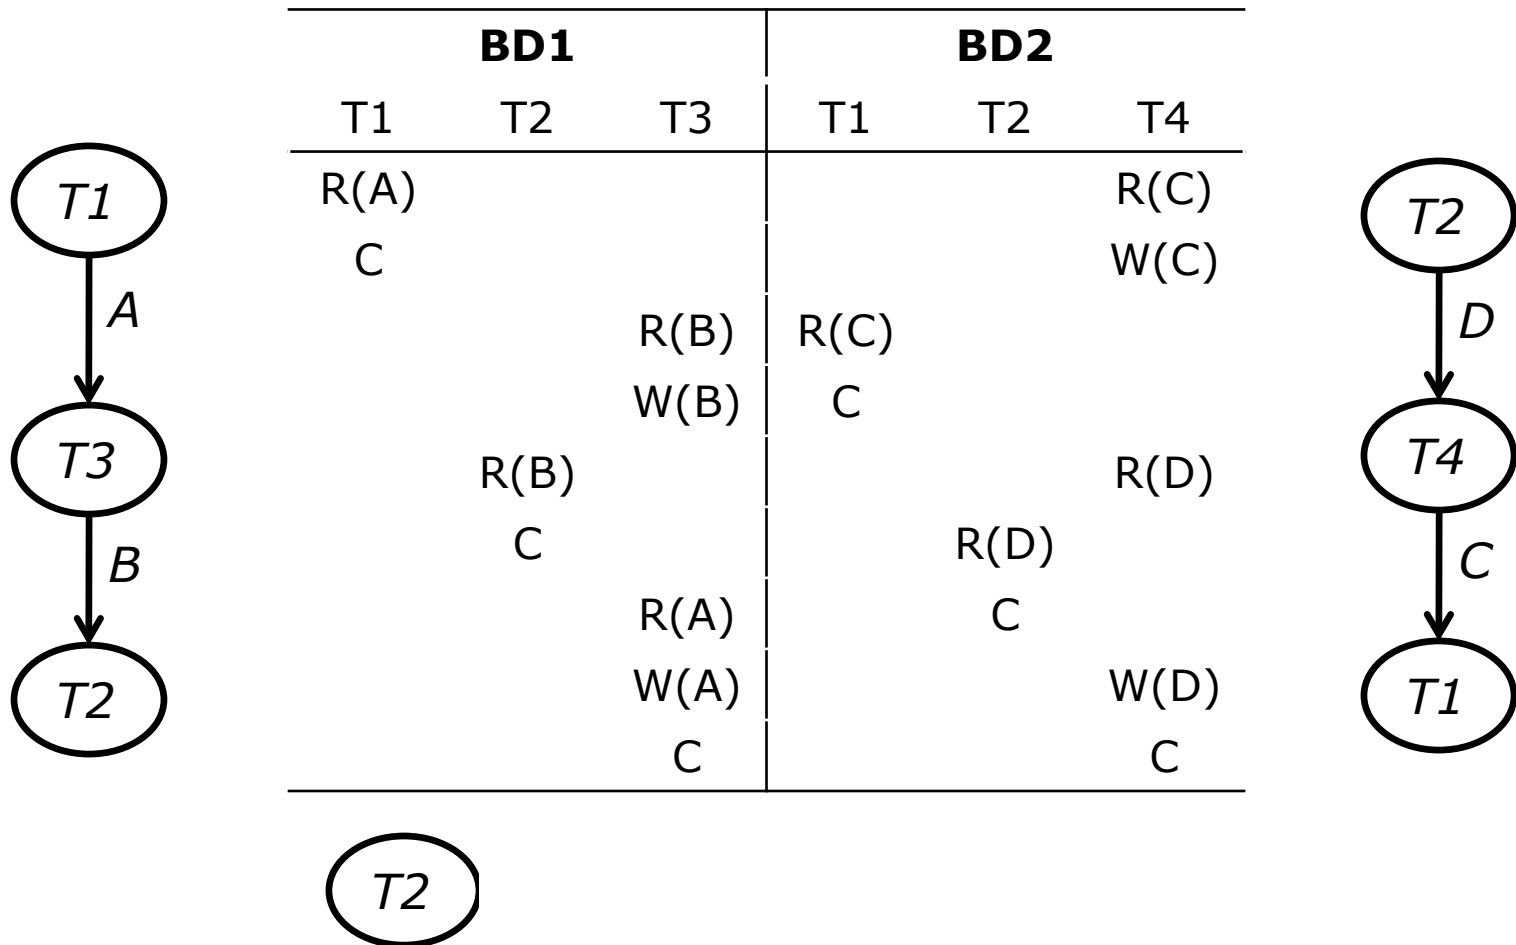 BD1 BD2
T1 T2 T3 T1 T2 T4
R(A) R(C)
C W(C)
R(B) R(C)
W(B) C
R(B) R(D)
C R(D)
R(A) C
W(A) W(D)
C C
T1
A
T3
B
T2
T2
D
T4
C
T1
T2